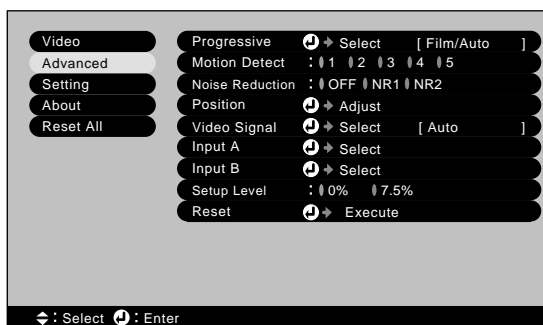 Video
Advanced
Setting
About
Reset All
Progressive Select [ Film/Auto ]
Motion Detect : 1 2 3 4 5
Noise Reduction : OFF NR1 NR2
Position Adjust
Video Signal Select [ Auto ]
Input A Select
Input B Select
Setup Level : 0% 7.5%
Reset Execute
: Select : Enter